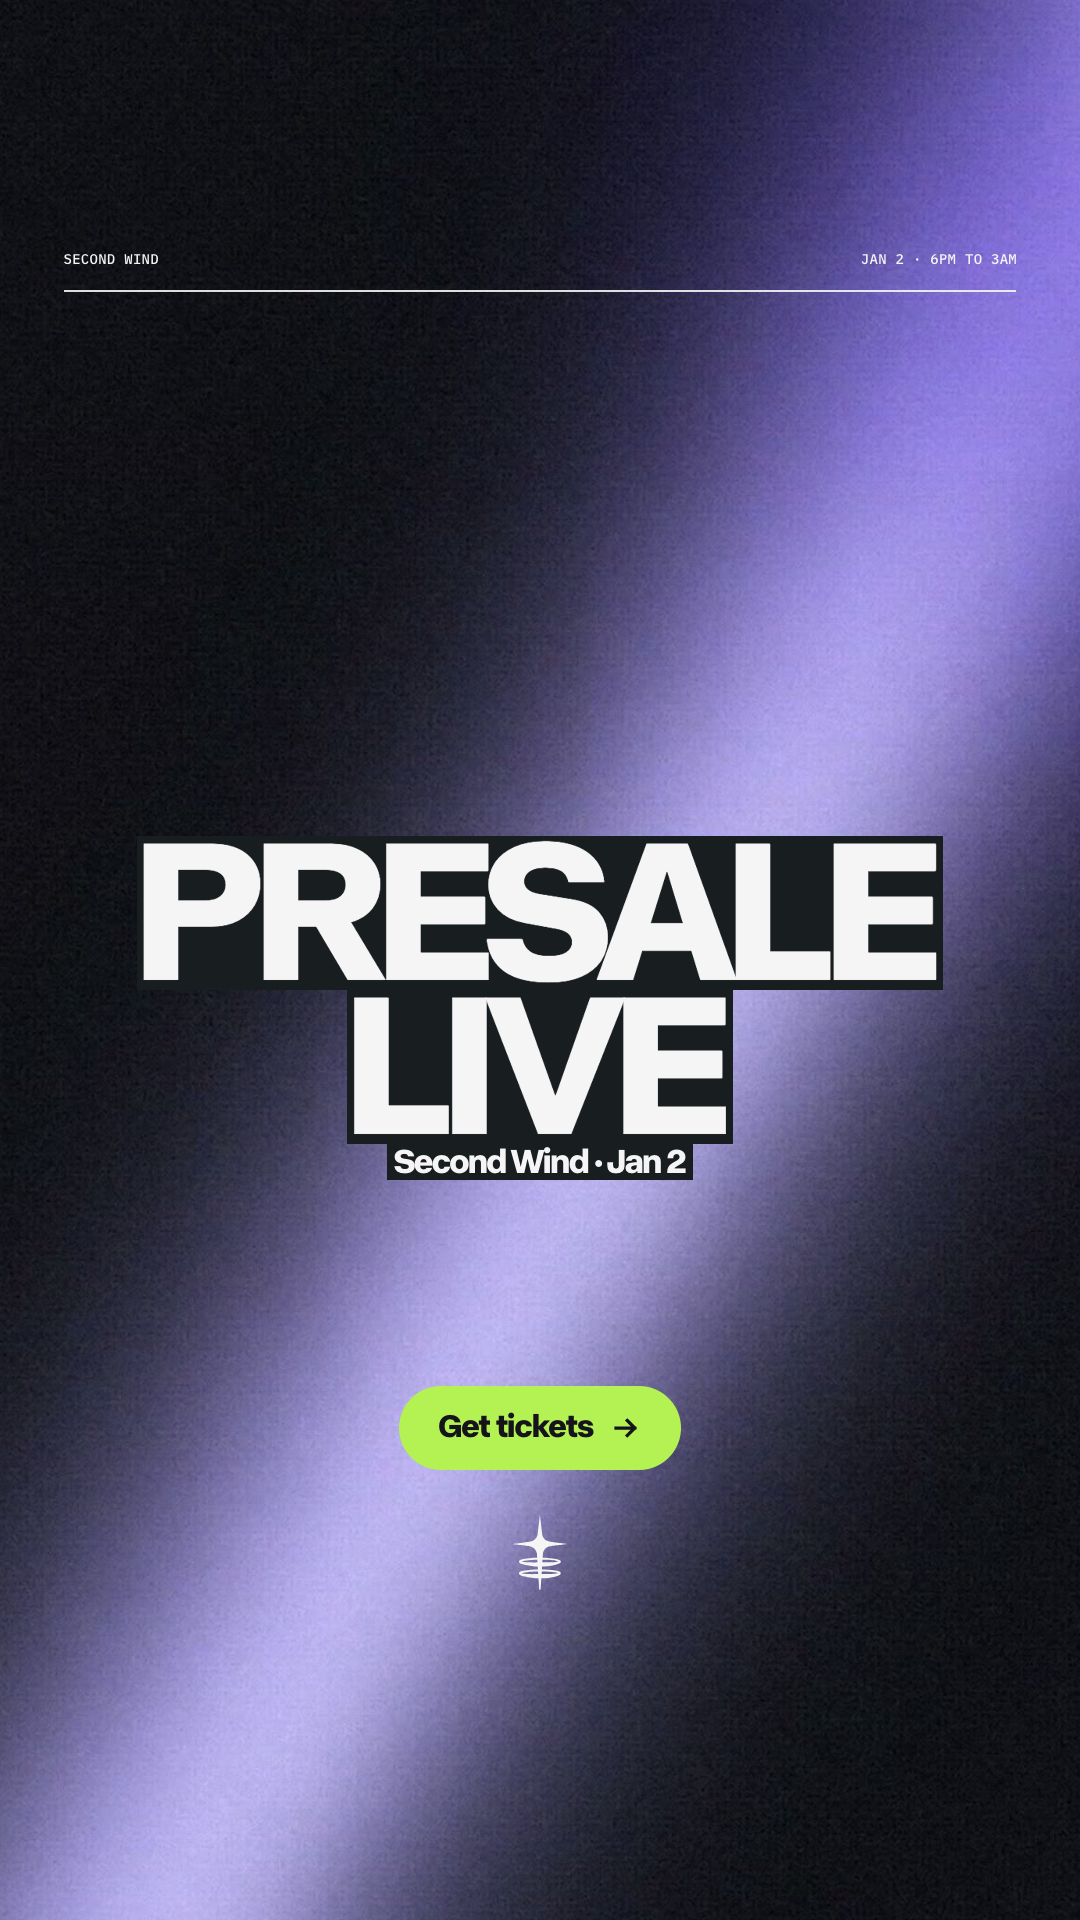 SECOND WIND
JAN 2 · 6PM TO 3AM
PRESALE
LIVE
Second Wind · Jan 2
Get tickets →